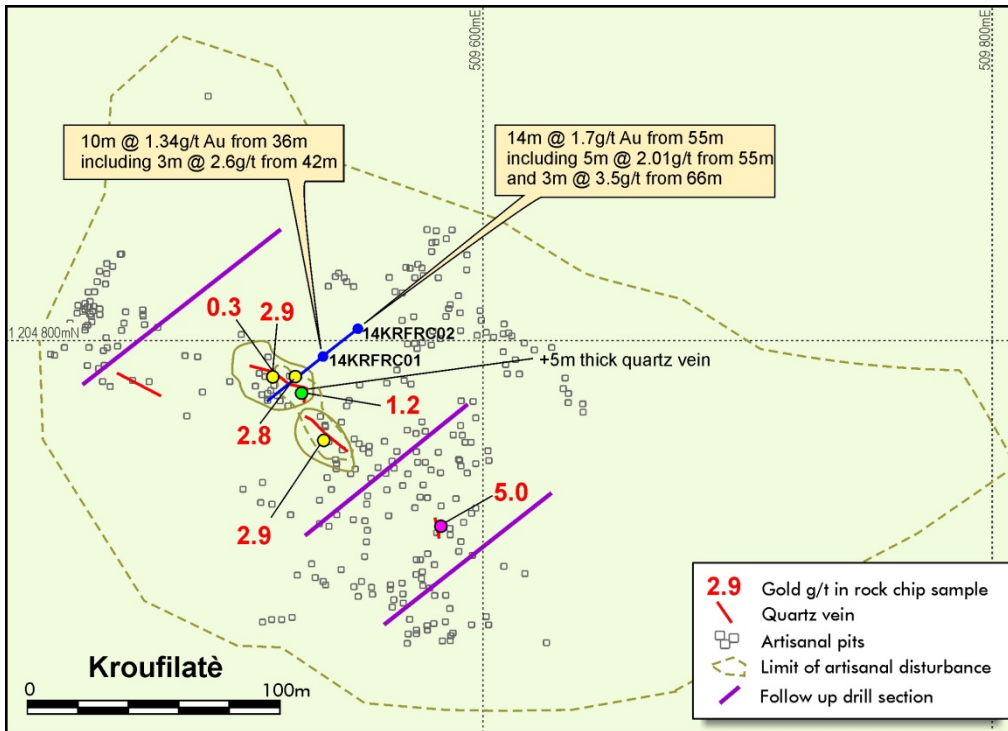 509 600mE
509 800mE
10m @ 1.34g/t Au from 36m
including 3m @ 2.6g/t from 42m
14m @ 1.7g/t Au from 55m
including 5m @ 2.01g/t from 55m
and 3m @ 3.5g/t from 66m
0.3
2.9
14KRFRC02
1 204 800mN
14KRFRC01
+5m thick quartz vein
1.2
2.8
2.9
5.0
Kroufilatè
0
100m
2.9 Gold g/t in rock chip sample
Quartz vein
Artisanal pits
Limit of artisanal disturbance
Follow up drill section